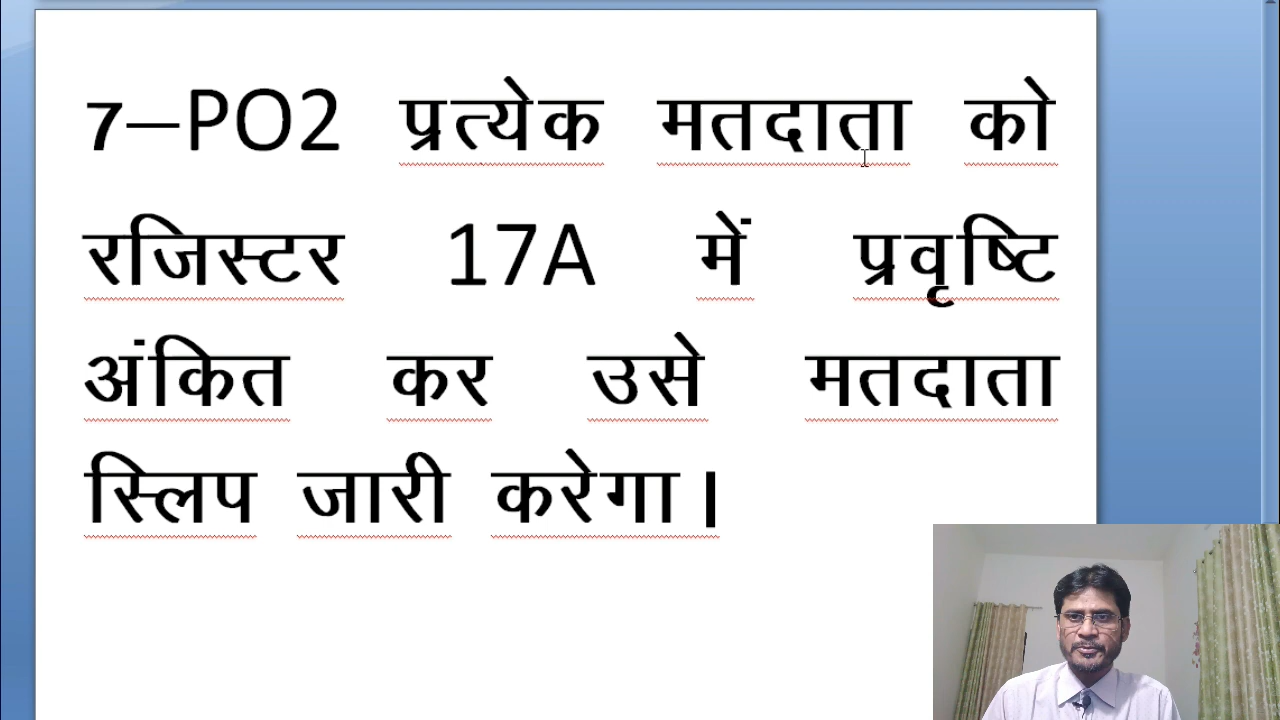 7–PO2 प्रत्येक मतदाता को
रजिस्टर 17A में प्रवृष्टि
अंकित कर उसे मतदाता
स्लिप जारी करेगा।